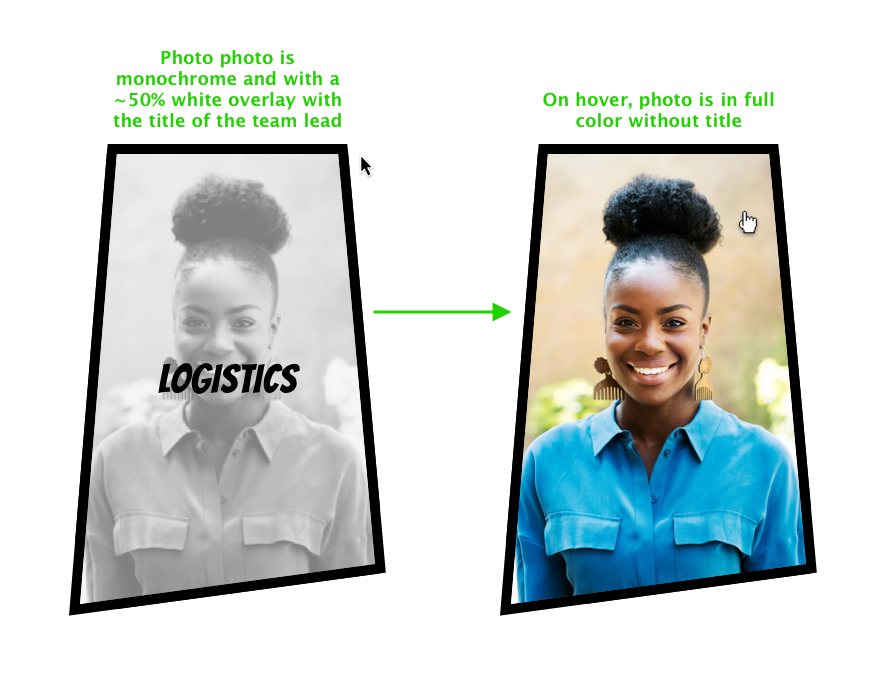 Photo photo is
monochrome and with a
~50% white overlay with
the title of the team lead
On hover, photo is in full
color without title
LOGISTICS